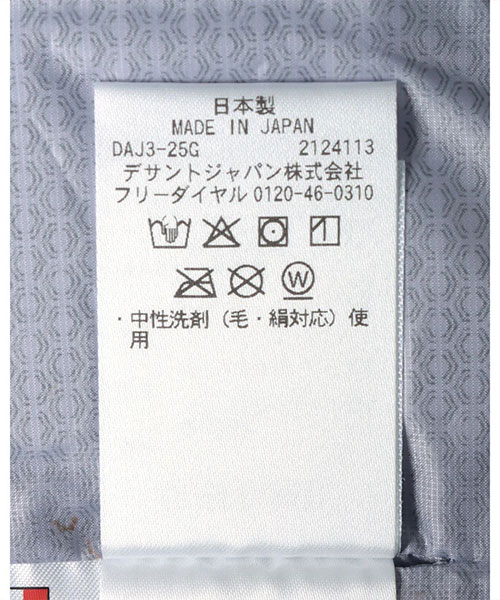 日本製
MADE IN JAPAN
DAJ3-25G 2124113
デサントジャパン株式会社
フリーダイヤル 0120-46-0310
W
・中性洗剤（毛・絹対応）使
用